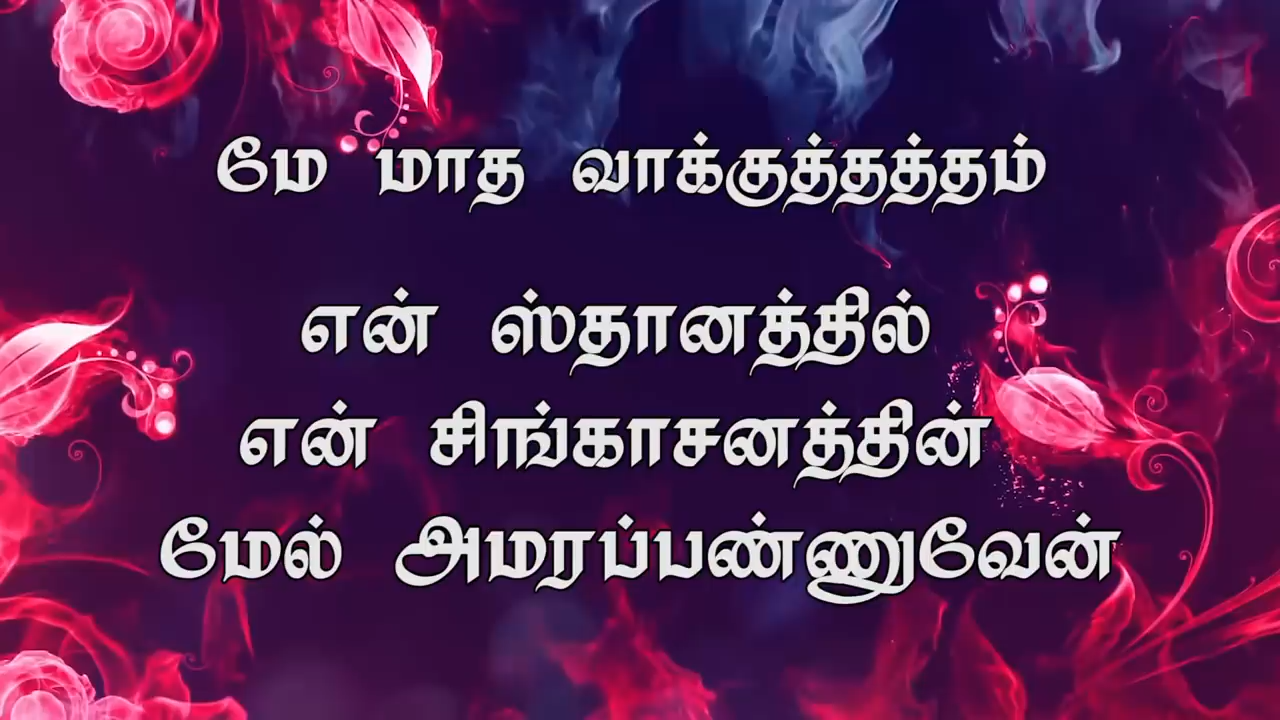 மே மாத வாக்குத்தத்தம்
என் ஸ்தானத்தில்
என் சிங்காசனத்தின்
மேல் அமரப்பண்ணுவேன்